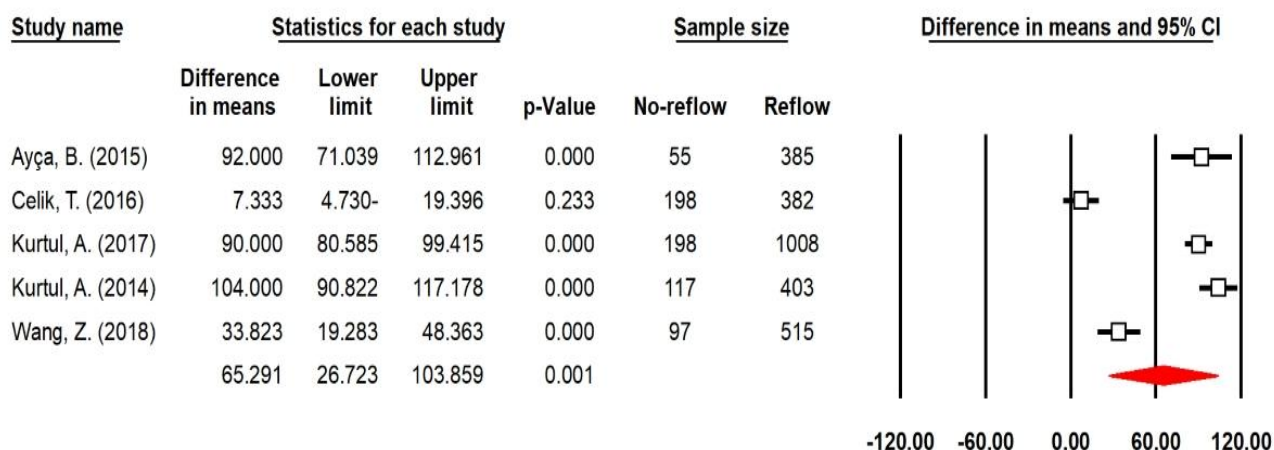 Study name Statistics for each study Sample size Difference in means and 95% CI
Difference in means Lower limit Upper limit p-Value No-reflow Reflow
Ayça, B. (2015) 92.000 71.039 112.961 0.000 55 385
Celik, T. (2016) 7.333 4.730- 19.396 0.233 198 382
Kurtul, A. (2017) 90.000 80.585 99.415 0.000 198 1008
Kurtul, A. (2014) 104.000 90.822 117.178 0.000 117 403
Wang, Z. (2018) 33.823 19.283 48.363 0.000 97 515
65.291 26.723 103.859 0.001
-120.00 -60.00 0.00 60.00 120.00